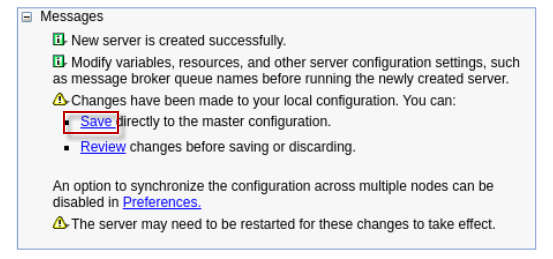 Messages
New server is created successfully.
Modify variables, resources, and other server configuration settings, such
as message broker queue names before running the newly created server.
Changes have been made to your local configuration. You can:
Save directly to the master configuration.
Review changes before saving or discarding.
An option to synchronize the configuration across multiple nodes can be
disabled in Preferences.
The server may need to be restarted for these changes to take effect.